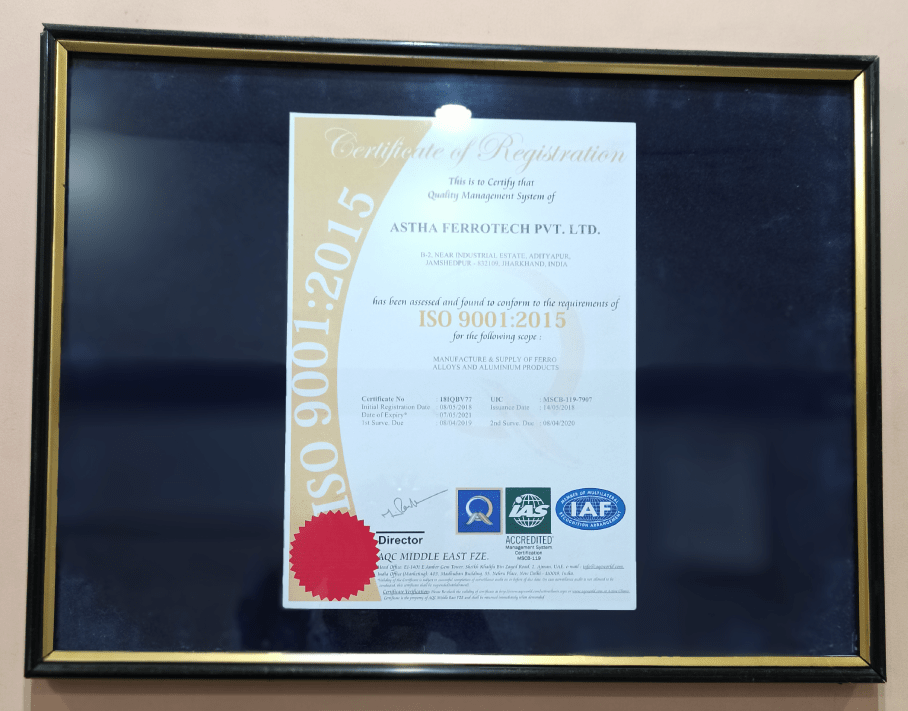 Certificate of Registration
This is to Certify that
Quality Management System of
ASTHA FERROTECH PVT. LTD.
B-2, NEAR INDUSTRIAL ESTATE, ADITYAPUR,
JAMSHEDPUR - 832109, JHARKHAND, INDIA
has been assessed and found to conform to the requirements of
ISO 9001:2015
for the following scope :
MANUFACTURE & SUPPLY OF FERRO
ALLOYS AND ALUMINIUM PRODUCTS
Certificate No : 18IQBV77 UIC : MSCB-119-7907
Initial Registration Date : 08/05/2018 Issuance Date : 14/05/2018
Date of Expiry* : 07/05/2021
1st Surve. Due : 08/04/2019 2nd Surve. Due : 08/04/2020
ISO 9001:2015
Director
IAS
ACCREDITED
Management System
Certification
MSCB-119
MEMBER OF MULTILATERAL
IAF
RECOGNITION ARRANGEMENT
AQC MIDDLE EAST FZE.